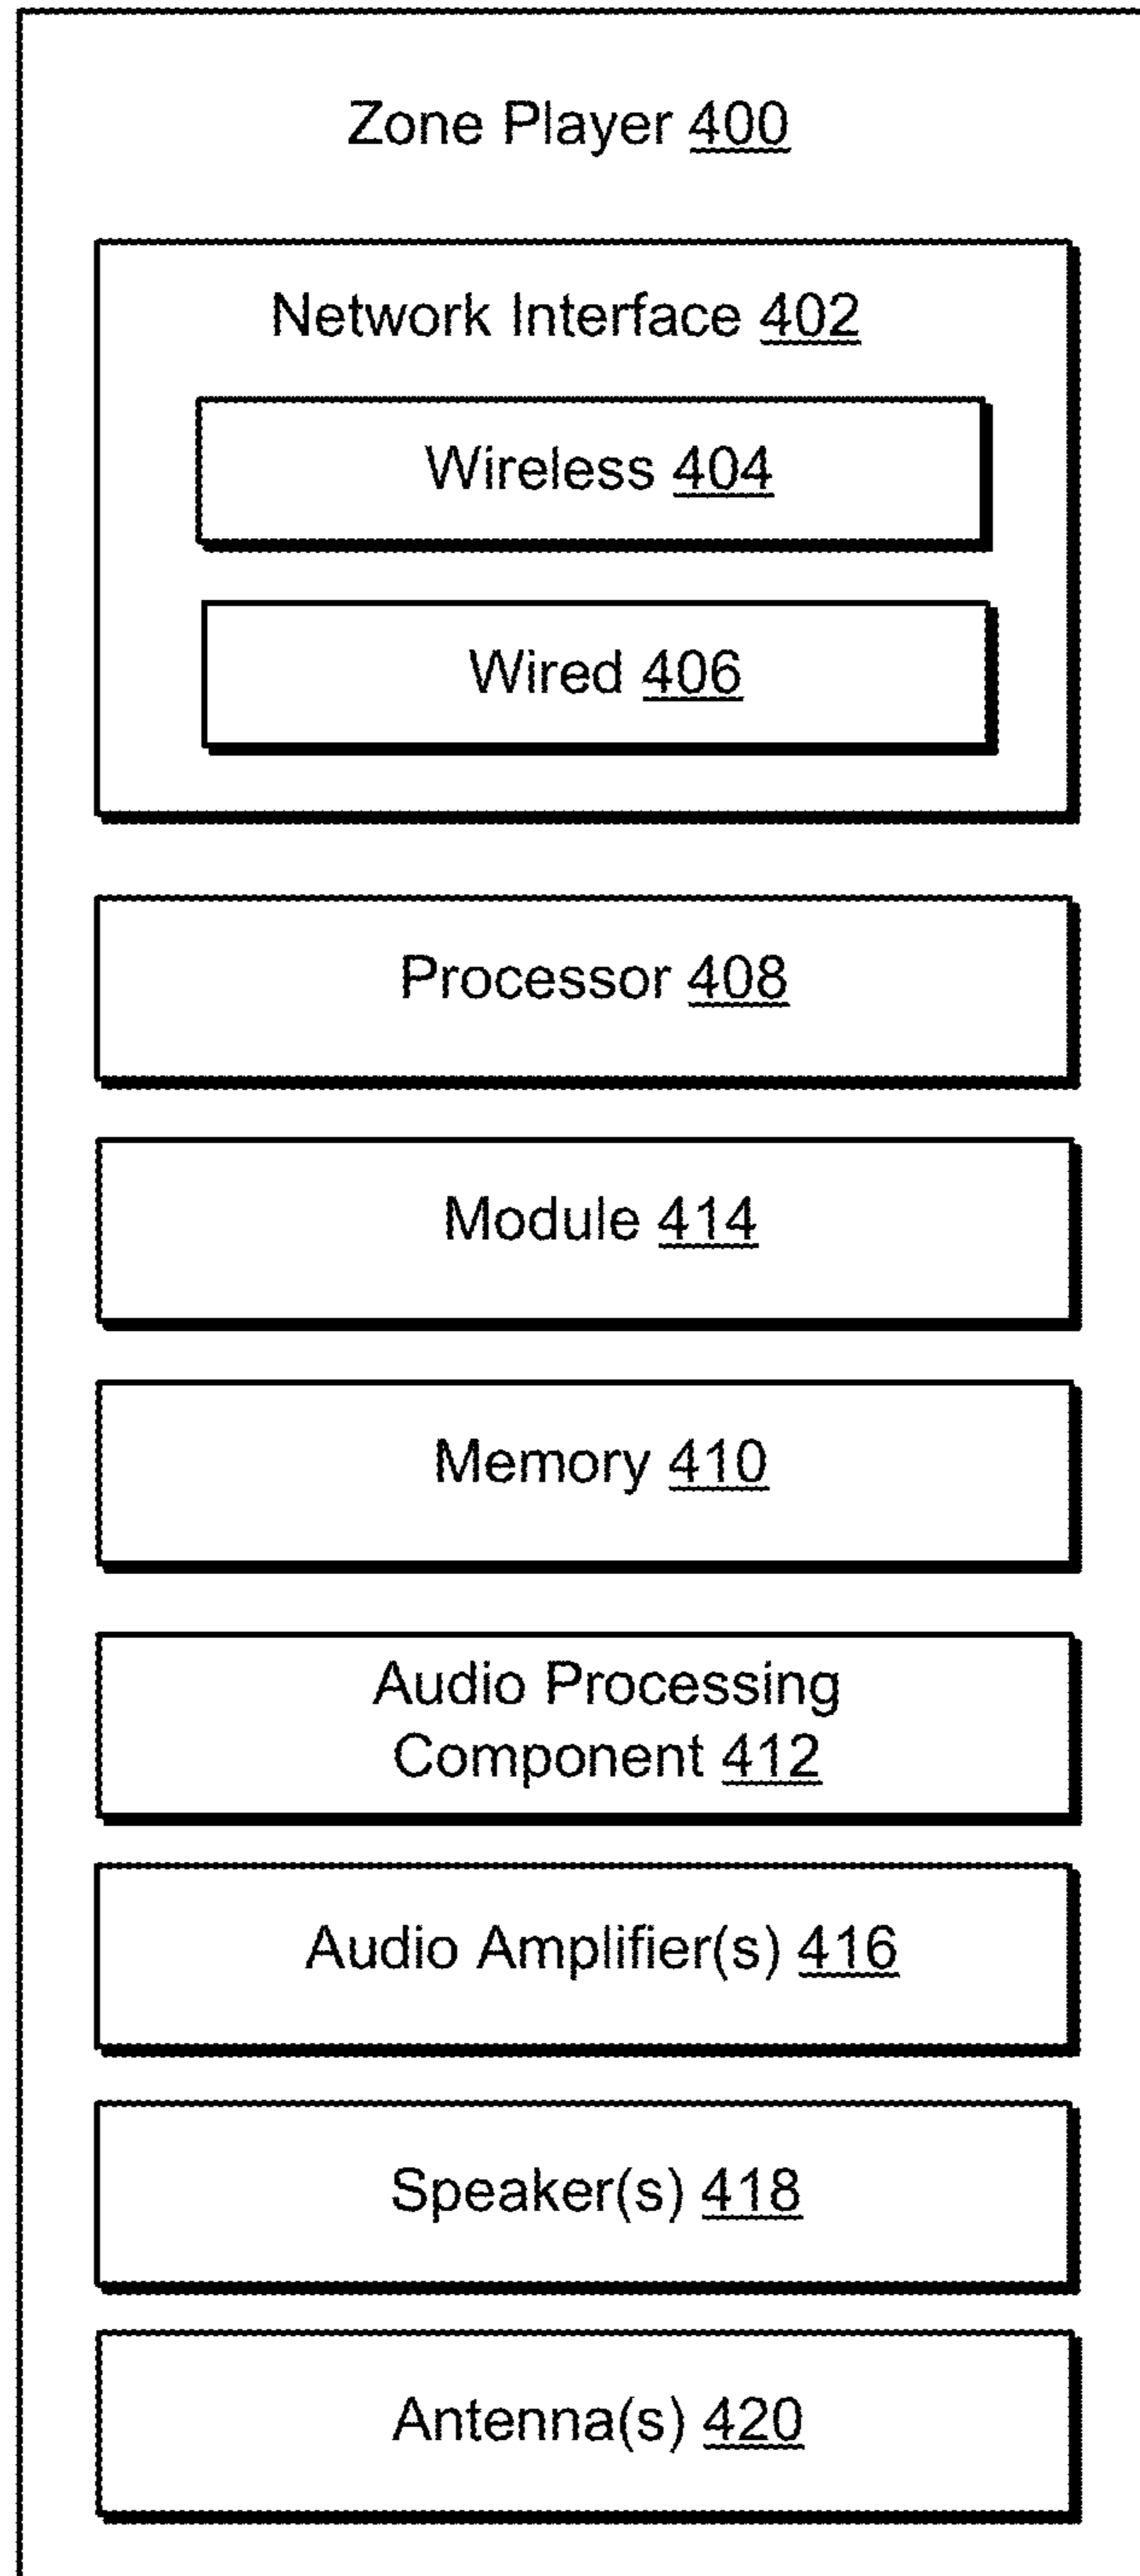 Zone Player 400
Network Interface 402
Wireless 404
Wired 406
Processor 408
Module 414
Memory 410
Audio Processing
Component 412
Audio Amplifier(s) 416
Speaker(s) 418
Antenna(s) 420